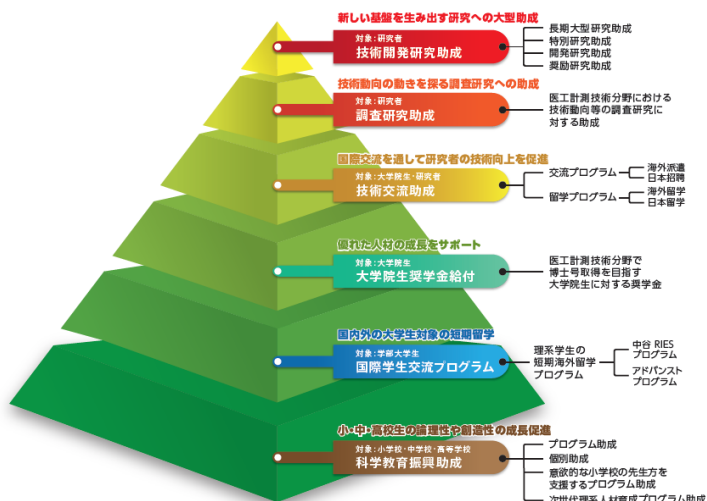 新しい基盤を生み出す研究への大型助成
対象：研究者
技術開発研究助成
長期大型研究助成
特別研究助成
開発研究助成
奨励研究助成
技術動向の動きを探る調査研究への助成
対象：研究者
調査研究助成
医工計測技術分野における
技術動向等の調査研究に
対する助成
国際交流を通して研究者の技術向上を促進
対象：大学院生・研究者
技術交流助成
交流プログラム
海外派遣
日本招聘
留学プログラム
海外留学
日本留学
優れた人材の成長をサポート
対象：大学院生
大学院生奨学金給付
医工計測技術分野で
博士号取得を目指す
大学院生に対する奨学金
国内外の大学生対象の短期留学
対象：学部大学生
国際学生交流プログラム
理系学生の
短期海外留学
プログラム
中谷 RIES
プログラム
アドバンスト
プログラム
小・中・高校生の論理性や創造性の成長促進
対象：小学校・中学校・高等学校
科学教育振興助成
プログラム助成
個別助成
意欲的な小学校の先生方を
支援するプログラム助成
次世代理系人材育成プログラム助成